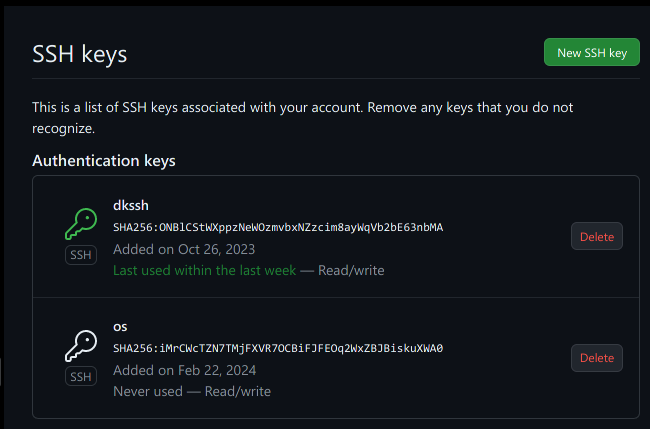 SSH keys
New SSH key
This is a list of SSH keys associated with your account. Remove any keys that you do not
recognize.
Authentication keys
dkssh
SHA256:ONBlCStWXppzNeWOzmvbxNZzcim8ayWqVb2bE63nbMA
SSH
Added on Oct 26, 2023
Last used within the last week — Read/write
Delete
os
SHA256:iMrCWcTZN7TMjFXVR7OCBiFJFEOq2WxZBJBiskuXWA0
SSH
Added on Feb 22, 2024
Never used — Read/write
Delete